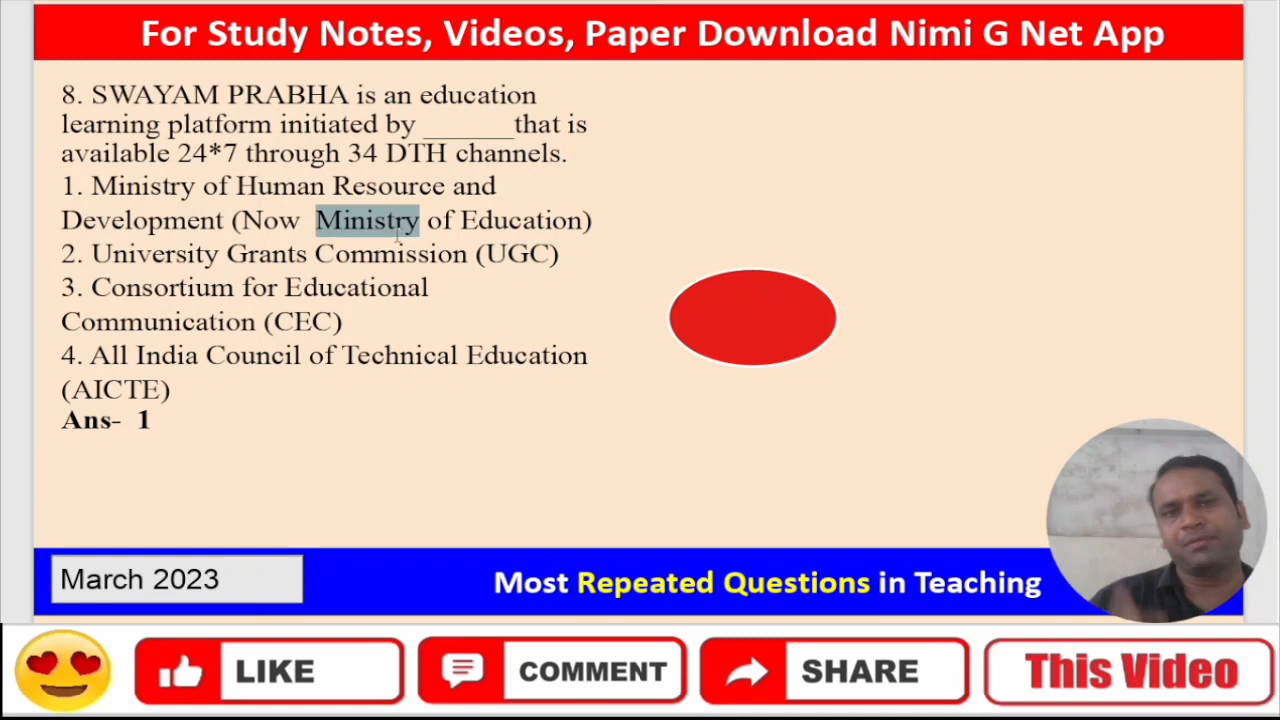 For Study Notes, Videos, Paper Download Nimi G Net App
8. SWAYAM PRABHA is an education
learning platform initiated by ______that is
available 24*7 through 34 DTH channels.
1. Ministry of Human Resource and
Development (Now Ministry of Education)
2. University Grants Commission (UGC)
3. Consortium for Educational
Communication (CEC)
4. All India Council of Technical Education
(AICTE)
Ans- 1
March 2023
Most Repeated Questions in Teaching
LIKE
COMMENT
SHARE
This Video